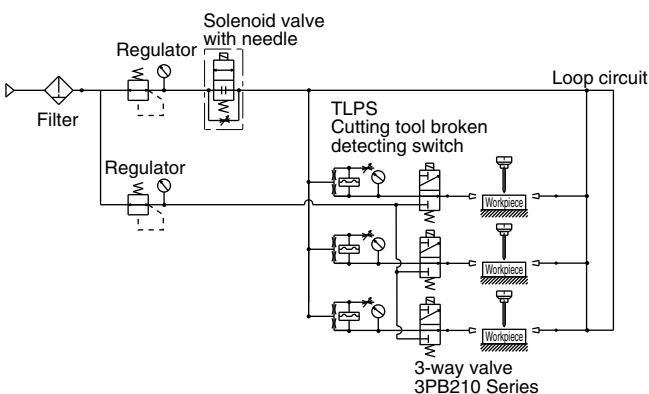 Solenoid valve
with needle
Regulator
Loop circuit
Filter
TLPS
Cutting tool broken
detecting switch
Regulator
Workpiece
Workpiece
Workpiece
3-way valve
3PB210 Series